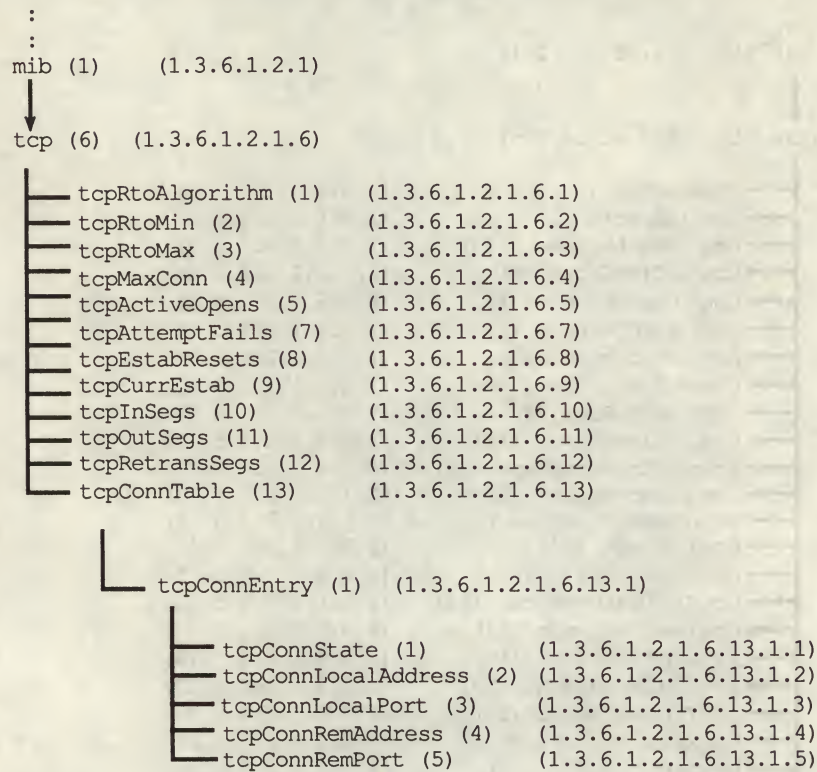 :
:
mib (1) (1.3.6.1.2.1)
tcp (6) (1.3.6.1.2.1.6)
tcpRtoAlgorithm (1) (1.3.6.1.2.1.6.1)
tcpRtoMin (2) (1.3.6.1.2.1.6.2)
tcpRtoMax (3) (1.3.6.1.2.1.6.3)
tcpMaxConn (4) (1.3.6.1.2.1.6.4)
tcpActiveOpens (5) (1.3.6.1.2.1.6.5)
tcpAttemptFails (7) (1.3.6.1.2.1.6.7)
tcpEstabResets (8) (1.3.6.1.2.1.6.8)
tcpCurrEstab (9) (1.3.6.1.2.1.6.9)
tcpInSegs (10) (1.3.6.1.2.1.6.10)
tcpOutSegs (11) (1.3.6.1.2.1.6.11)
tcpRetransSegs (12) (1.3.6.1.2.1.6.12)
tcpConnTable (13) (1.3.6.1.2.1.6.13)
tcpConnEntry (1) (1.3.6.1.2.1.6.13.1)
tcpConnState (1) (1.3.6.1.2.1.6.13.1.1)
tcpConnLocalAddress (2) (1.3.6.1.2.1.6.13.1.2)
tcpConnLocalPort (3) (1.3.6.1.2.1.6.13.1.3)
tcpConnRemAddress (4) (1.3.6.1.2.1.6.13.1.4)
tcpConnRemPort (5) (1.3.6.1.2.1.6.13.1.5)